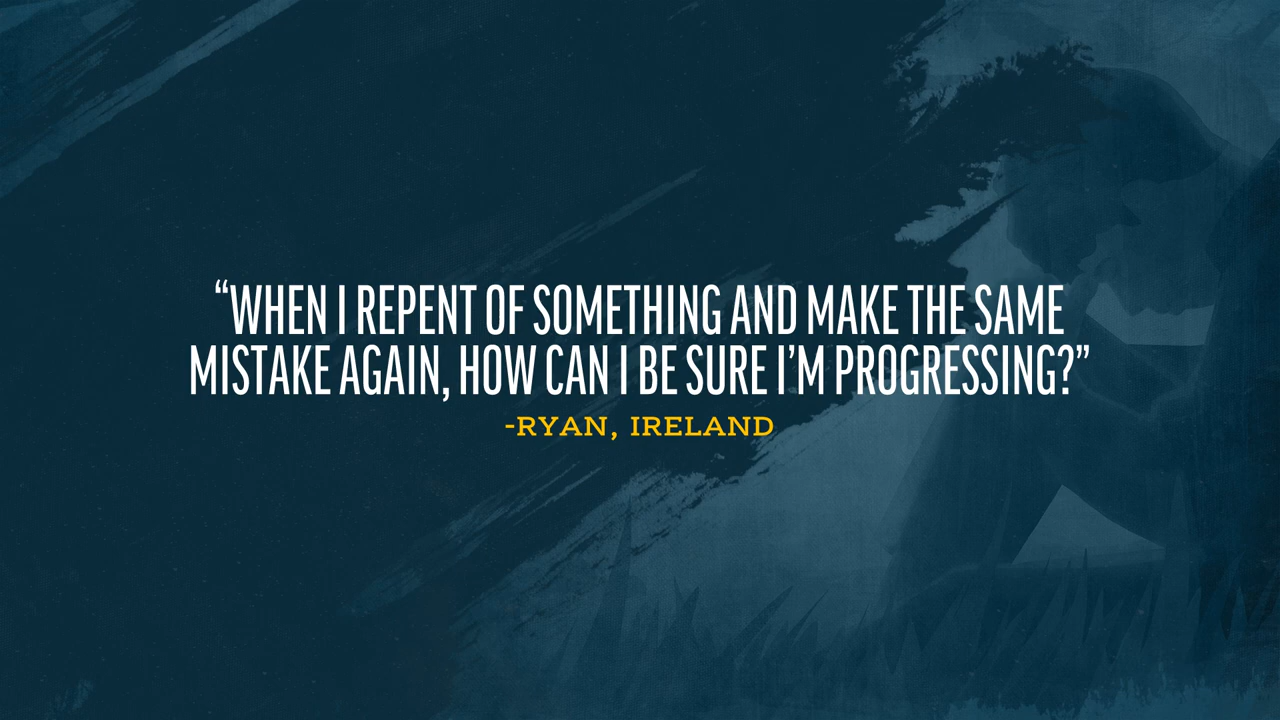 “WHEN I REPENT OF SOMETHING AND MAKE THE SAME
MISTAKE AGAIN, HOW CAN I BE SURE I’M PROGRESSING?”
-RYAN, IRELAND